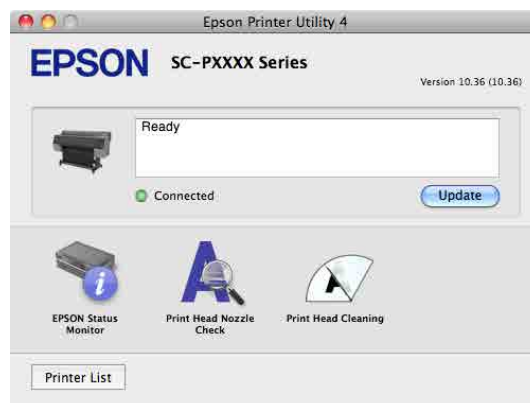 Epson Printer Utility 4
EPSON SC-PXXXX Series
Version 10.36 (10.36)
Ready
Connected
Update
EPSON Status
Monitor
Print Head Nozzle
Check
Print Head Cleaning
Printer List